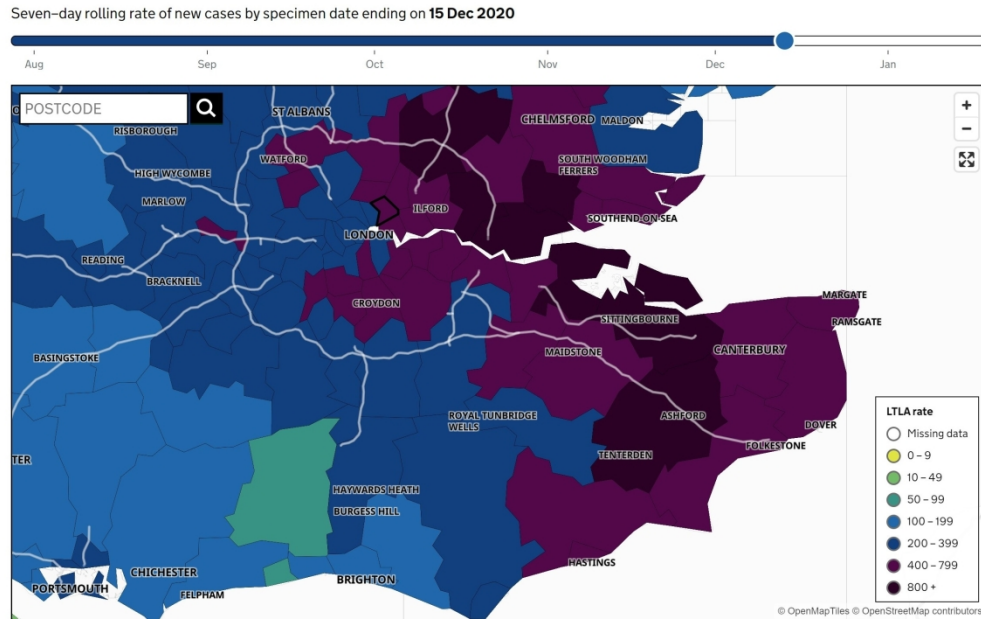 Seven–day rolling rate of new cases by specimen date ending on 15 Dec 2020
Aug Sep Oct Nov Dec Jan
POSTCODE
ST ALBANS
CHELMSFORD
MALDON
RISBOROUGH
WATFORD
SOUTH WOODHAM
FERRERS
HIGH WYCOMBE
MARLOW
ILFORD
SOUTHEND-ON-SEA
LONDON
READING
BRACKNELL
MARGATE
CROYDON
SITTINGBOURNE
RAMSGATE
BASINGSTOKE
MAIDSTONE
CANTERBURY
ROYAL TUNBRIDGE
WELLS
ASHFORD
DOVER
FOLKESTONE
TER
TENTERDEN
HAYWARDS HEATH
BURGESS HILL
HASTINGS
CHICHESTER
BRIGHTON
PORTSMOUTH
FELPHAM
+
−
LTLA rate
Missing data
0 – 9
10 – 49
50 – 99
100 – 199
200 – 399
400 – 799
800 +
© OpenMapTiles © OpenStreetMap contributors